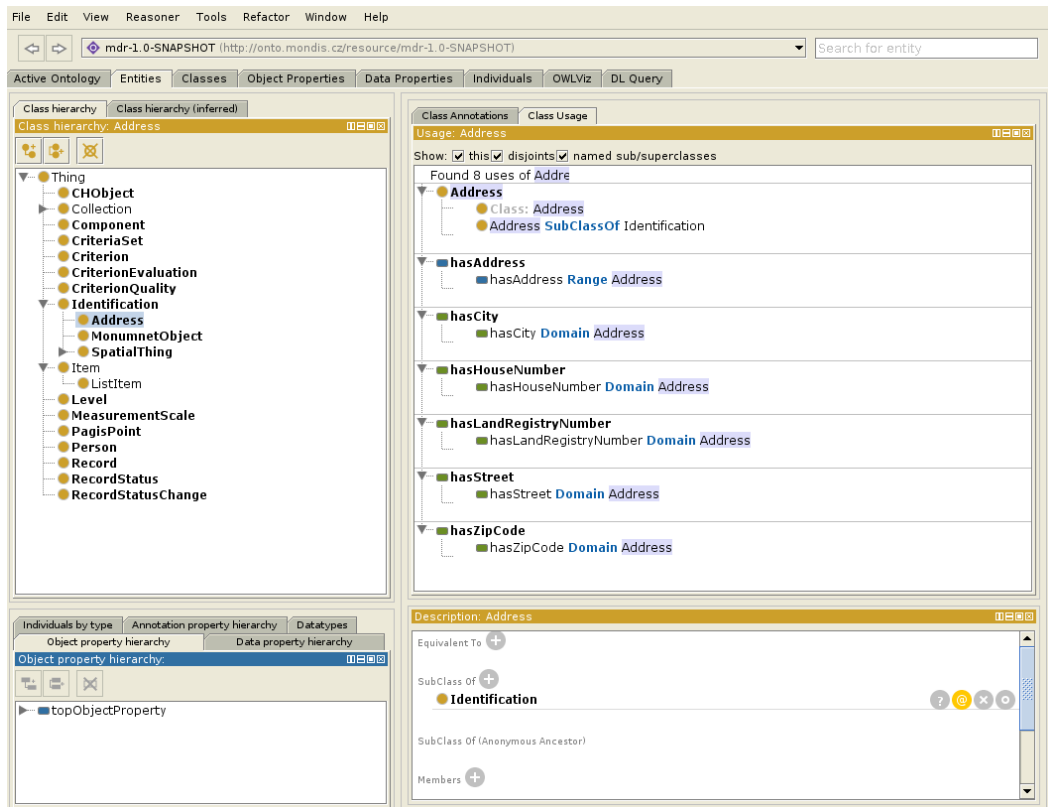 File Edit View Reasoner Tools Refactor Window Help
mdr-1.0-SNAPSHOT (http://onto.mondis.cz/resource/mdr-1.0-SNAPSHOT)
Search for entity
Active Ontology Entities Classes Object Properties Data Properties Individuals OWLViz DL Query
Class hierarchy Class hierarchy (inferred)
Class hierarchy: Address
Thing
CHObject
Collection
Component
CriteriaSet
Criterion
CriterionEvaluation
CriterionQuality
Identification
Address
MonumnetObject
SpatialThing
Item
ListItem
Level
MeasurementScale
PagisPoint
Person
Record
RecordStatus
RecordStatusChange
Individuals by type Annotation property hierarchy Datatypes
Object property hierarchy Data property hierarchy
Object property hierarchy:
topObjectProperty
Class Annotations Class Usage
Usage: Address
Show: this disjoints named sub/superclasses
Found 8 uses of Addre
Address
Class: Address
Address SubClassOf Identification
hasAddress
hasAddress Range Address
hasCity
hasCity Domain Address
hasHouseNumber
hasHouseNumber Domain Address
hasLandRegistryNumber
hasLandRegistryNumber Domain Address
hasStreet
hasStreet Domain Address
hasZipCode
hasZipCode Domain Address
Description: Address
Equivalent To
SubClass Of
Identification
? @ x o
SubClass Of (Anonymous Ancestor)
Members